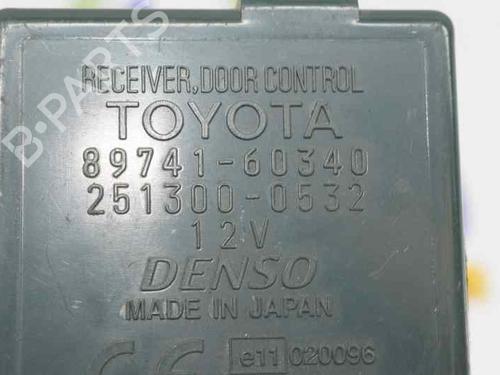 RECEIVER, DOOR CONTROL
TOYOTA
89741-60340
251300-0532
12V
DENSO
MADE IN JAPAN
CE e11 020096
B-PARTS